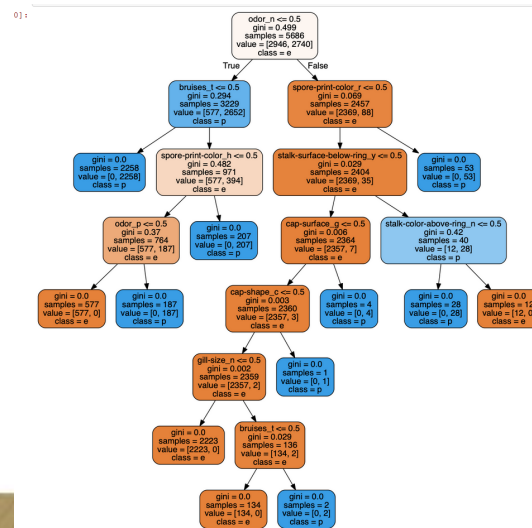 0]:
odor_n <= 0.5
gini = 0.499
samples = 5686
value = [2946, 2740]
class = e
True
False
bruises_t <= 0.5
gini = 0.294
samples = 3229
value = [577, 2652]
class = p
spore-print-color_r <= 0.5
gini = 0.069
samples = 2457
value = [2369, 88]
class = e
gini = 0.0
samples = 2258
value = [0, 2258]
class = p
spore-print-color_h <= 0.5
gini = 0.482
samples = 971
value = [577, 394]
class = e
stalk-surface-below-ring_y <= 0.5
gini = 0.029
samples = 2404
value = [2369, 35]
class = e
gini = 0.0
samples = 53
value = [0, 53]
class = p
odor_p <= 0.5
gini = 0.37
samples = 764
value = [577, 187]
class = e
gini = 0.0
samples = 207
value = [0, 207]
class = p
cap-surface_g <= 0.5
gini = 0.006
samples = 2364
value = [2357, 7]
class = e
stalk-color-above-ring_n <= 0.5
gini = 0.42
samples = 40
value = [12, 28]
class = p
gini = 0.0
samples = 577
value = [577, 0]
class = e
gini = 0.0
samples = 187
value = [0, 187]
class = p
cap-shape_c <= 0.5
gini = 0.003
samples = 2360
value = [2357, 3]
class = e
gini = 0.0
samples = 4
value = [0, 4]
class = p
gini = 0.0
samples = 28
value = [0, 28]
class = p
gini = 0.0
samples = 12
value = [12, 0]
class = e
gill-size_n <= 0.5
gini = 0.002
samples = 2359
value = [2357, 2]
class = e
gini = 0.0
samples = 1
value = [0, 1]
class = p
gini = 0.0
samples = 2223
value = [2223, 0]
class = e
bruises_t <= 0.5
gini = 0.029
samples = 136
value = [134, 2]
class = e
gini = 0.0
samples = 134
value = [134, 0]
class = e
gini = 0.0
samples = 2
value = [0, 2]
class = p